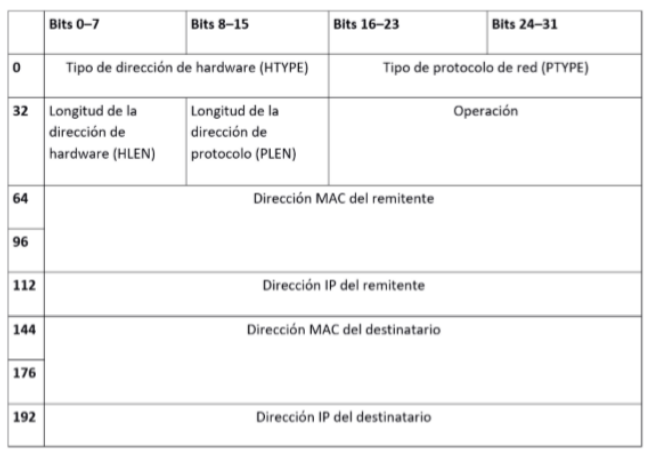 Bits 0–7 Bits 8–15 Bits 16–23 Bits 24–31
0 Tipo de dirección de hardware (HTYPE) Tipo de protocolo de red (PTYPE)
32 Longitud de la Longitud de la Operación
dirección de dirección de
hardware (HLEN) protocolo (PLEN)
64 Dirección MAC del remitente
96
112 Dirección IP del remitente
144 Dirección MAC del destinatario
176
192 Dirección IP del destinatario